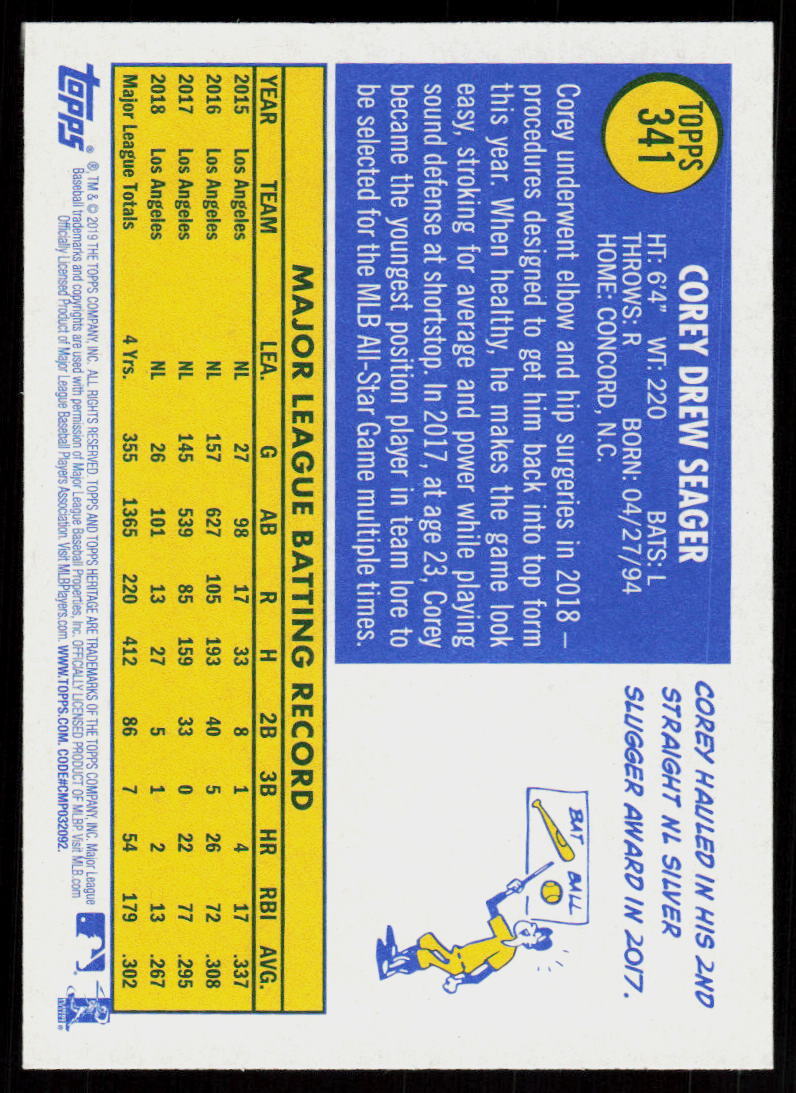 TOPPS
341
COREY DREW SEAGER
HT: 6'4" WT: 220 BATS: L
THROWS: R BORN: 04/27/94
HOME: CONCORD, N.C.
Corey underwent elbow and hip surgeries in 2018 –
procedures designed to get him back into top form
this year. When healthy, he makes the game look
easy, stroking for average and power while playing
sound defense at shortstop. In 2017, at age 23, Corey
became the youngest position player in team lore to
be selected for the MLB All-Star Game multiple times.
COREY HAULED IN HIS 2ND
STRAIGHT NL SILVER
SLUGGER AWARD IN 2017.
BAT BALL
MAJOR LEAGUE BATTING RECORD
YEAR TEAM LEA. G AB R H 2B 3B HR RBI AVG.
2015 Los Angeles NL 27 98 17 33 8 1 4 17 .337
2016 Los Angeles NL 157 627 105 193 40 5 26 72 .308
2017 Los Angeles NL 145 539 85 159 33 0 22 77 .295
2018 Los Angeles NL 26 101 13 27 5 1 2 13 .267
Major League Totals 4 Yrs. 355 1365 220 412 86 7 54 179 .302
topps®
®, TM & © 2019 THE TOPPS COMPANY, INC. ALL RIGHTS RESERVED. TOPPS AND TOPPS HERITAGE ARE TRADEMARKS OF THE TOPPS COMPANY, INC. Major League
Baseball trademarks and copyrights are used with permission of Major League Baseball Properties, Inc. OFFICIALLY LICENSED PRODUCT OF MLBP. Visit MLB.com
Officially Licensed Product of Major League Baseball Players Association. Visit MLBPlayers.com. WWW.TOPPS.COM. CODE#CMP032092.